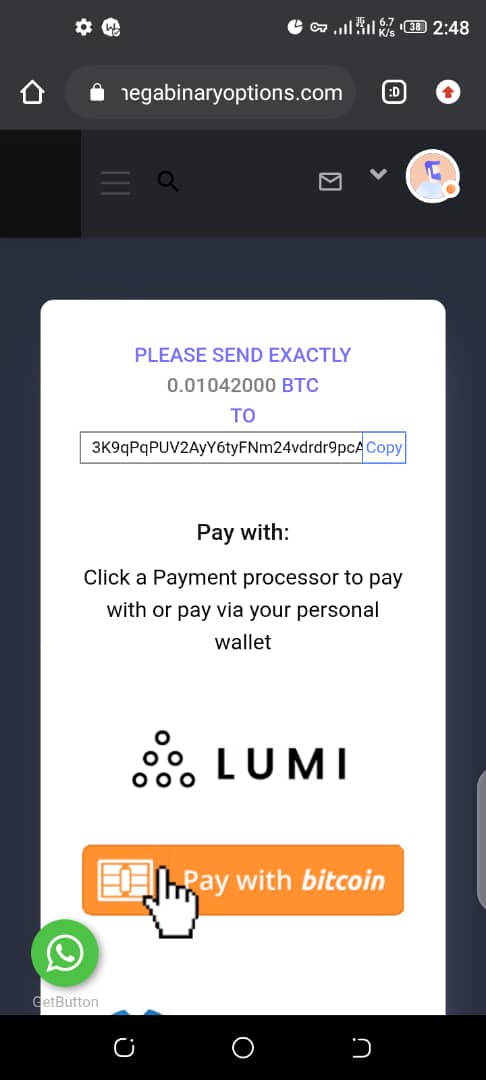 6.7
K/s
38
2:48
negabinaryoptions.com
:D
PLEASE SEND EXACTLY
0.01042000 BTC
TO
3K9qPqPUV2AyY6tyFNm24vdrdr9pcA
Copy
Pay with:
Click a Payment processor to pay
with or pay via your personal
wallet
LUMI
Pay with bitcoin
GetButton